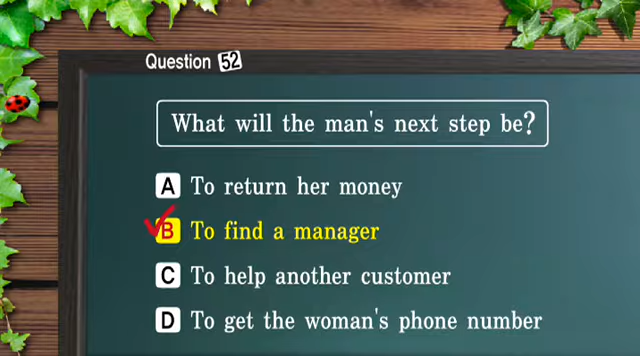 Question 52
What will the man's next step be?
A To return her money
B To find a manager
C To help another customer
D To get the woman's phone number